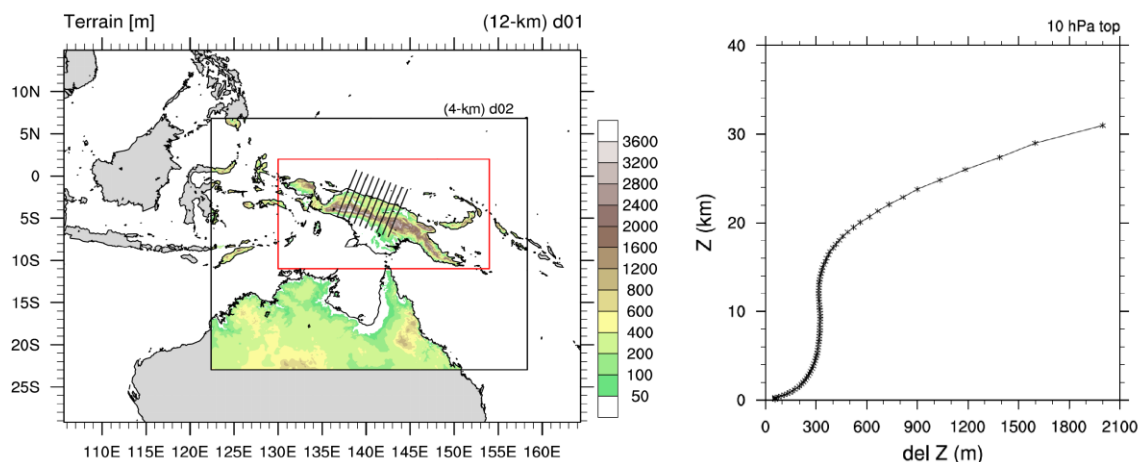 Terrain [m] (12-km) d01
10N
5N
0
5S
10S
15S
20S
25S
110E 115E 120E 125E 130E 135E 140E 145E 150E 155E 160E
(4-km) d02
3600
3200
2800
2400
2000
1600
1200
800
600
400
200
100
50
10 hPa top
40
30
20
10
0
Z (km)
0 300 600 900 1200 1500 1800 2100
del Z (m)